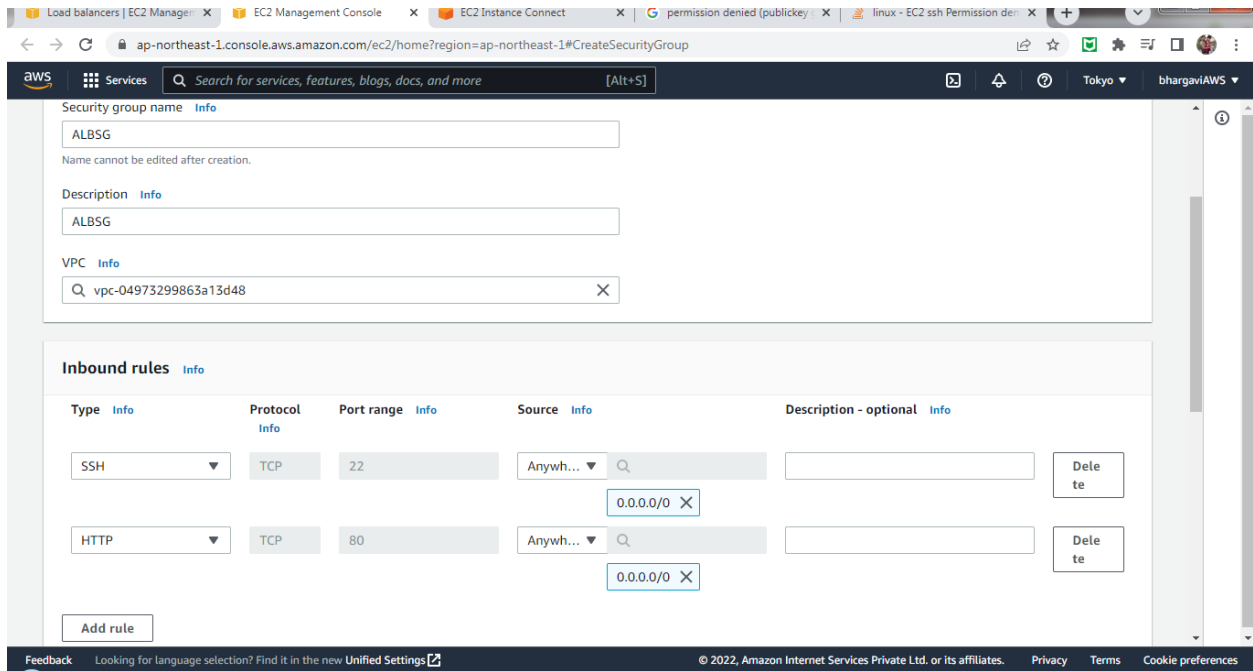 Load balancers | EC2 Managem
EC2 Management Console
EC2 Instance Connect
permission denied (publickey
linux - EC2 ssh Permission den
ap-northeast-1.console.aws.amazon.com/ec2/home?region=ap-northeast-1#CreateSecurityGroup
aws Services Search for services, features, blogs, docs, and more [Alt+S] Tokyo bhargaviAWS
Security group name Info
ALBSG
Name cannot be edited after creation.
Description Info
ALBSG
VPC Info
vpc-04973299863a13d48
Inbound rules Info
Type Info Protocol Info Port range Info Source Info Description - optional Info
SSH TCP 22 Anywh... Dele
te
0.0.0.0/0
HTTP TCP 80 Anywh... Dele
te
0.0.0.0/0
Add rule
Feedback Looking for language selection? Find it in the new Unified Settings © 2022, Amazon Internet Services Private Ltd. or its affiliates. Privacy Terms Cookie preferences